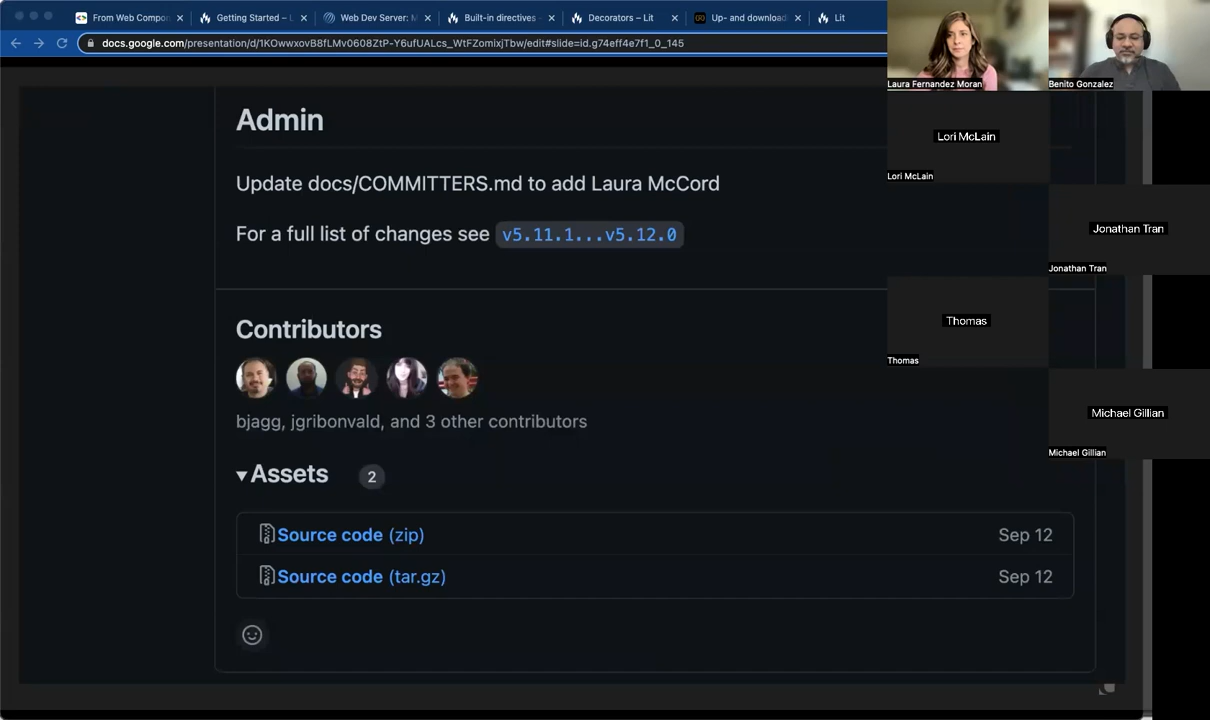 From Web Compor
Getting Started – L
Web Dev Server: M
Built-in directives
Decorators – Lit
Up- and download
Lit
docs.google.com/presentation/d/1KOwwxovB8fLMv0608ZtP-Y6ufUALcs_WtFZomixjTbw/edit#slide=id.g74eff4e7f1_0_145
Laura Fernandez Moran
Benito Gonzalez
Admin
Lori McLain
Lori McLain
Update docs/COMMITTERS.md to add Laura McCord
For a full list of changes see v5.11.1...v5.12.0
Jonathan Tran
Jonathan Tran
Contributors
Thomas
Thomas
bjagg, jgribonvald, and 3 other contributors
Michael Gillian
Michael Gillian
Assets 2
Source code (zip) Sep 12
Source code (tar.gz) Sep 12